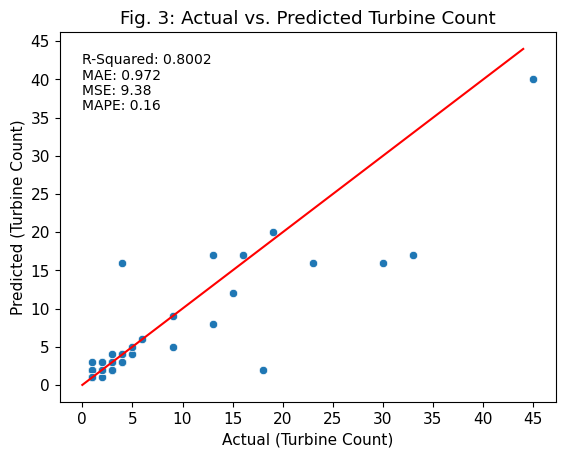 Fig. 3: Actual vs. Predicted Turbine Count
45
40
35
30
25
20
15
10
5
0
Predicted (Turbine Count)
R-Squared: 0.8002
MAE: 0.972
MSE: 9.38
MAPE: 0.16
0 5 10 15 20 25 30 35 40 45
Actual (Turbine Count)